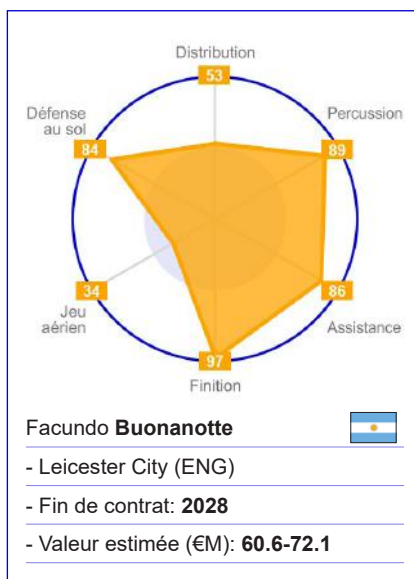 Distribution
53
Défense
au sol
84
Percussion
89
34
Jeu
aérien
86
Assistance
97
Finition
Facundo Buonanotte
- Leicester City (ENG)
- Fin de contrat: 2028
- Valeur estimée (€M): 60.6-72.1